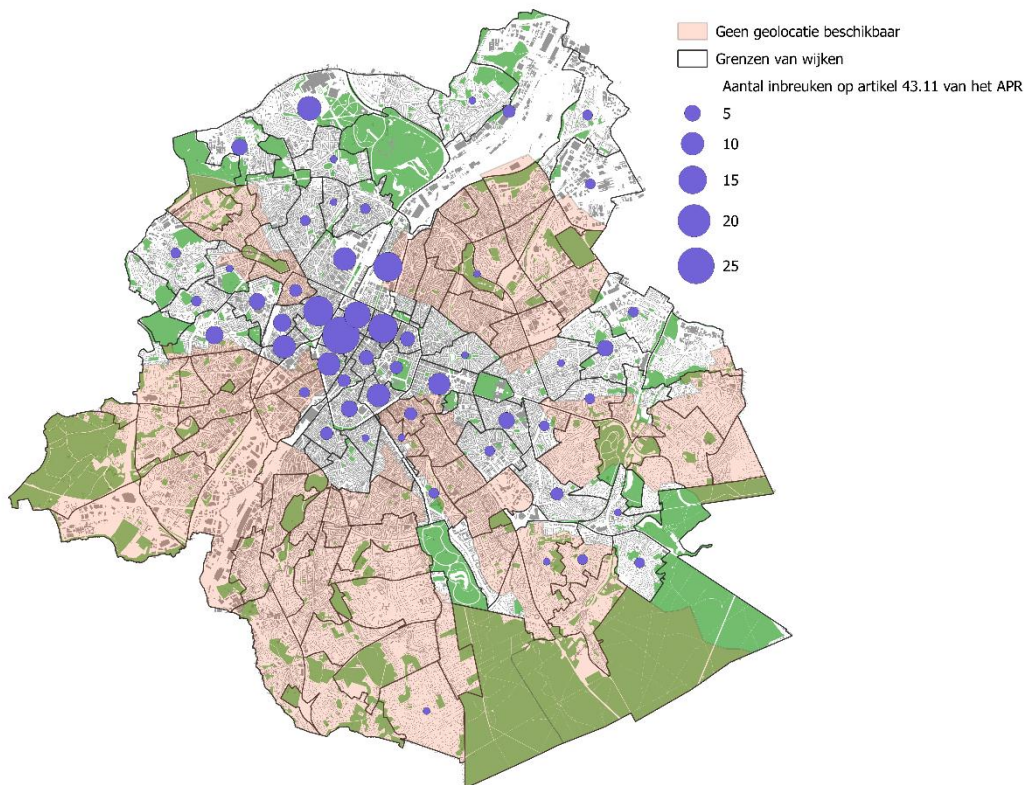 Geen geolocatie beschikbaar
Grenzen van wijken
Aantal inbreuken op artikel 43.11 van het APR
5
10
15
20
25